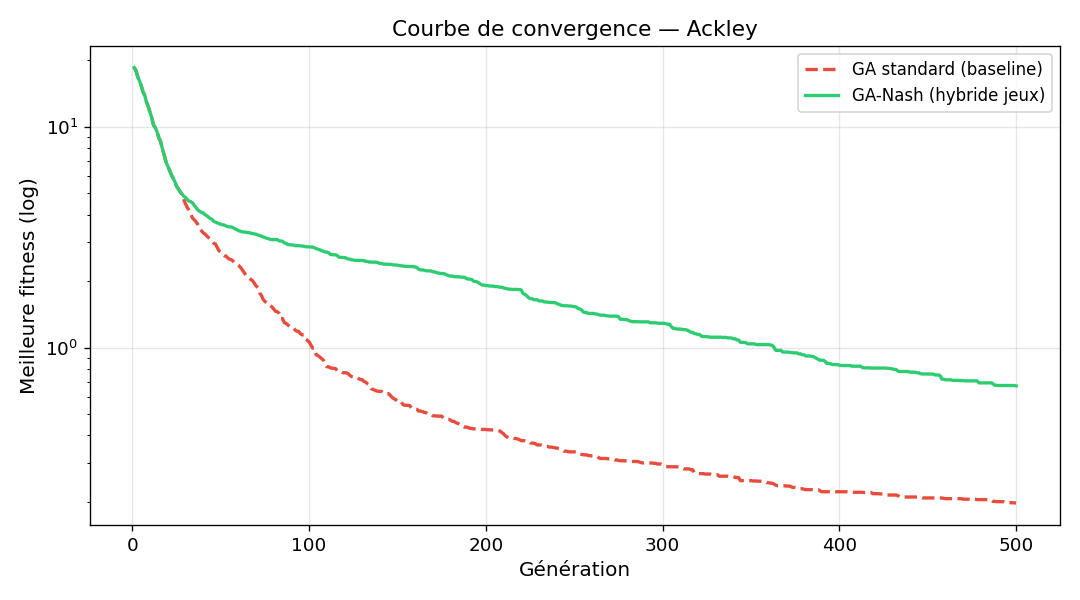 Courbe de convergence — Ackley
GA standard (baseline)
GA-Nash (hybride jeux)
Meilleure fitness (log)
10¹
10⁰
0 100 200 300 400 500
Génération